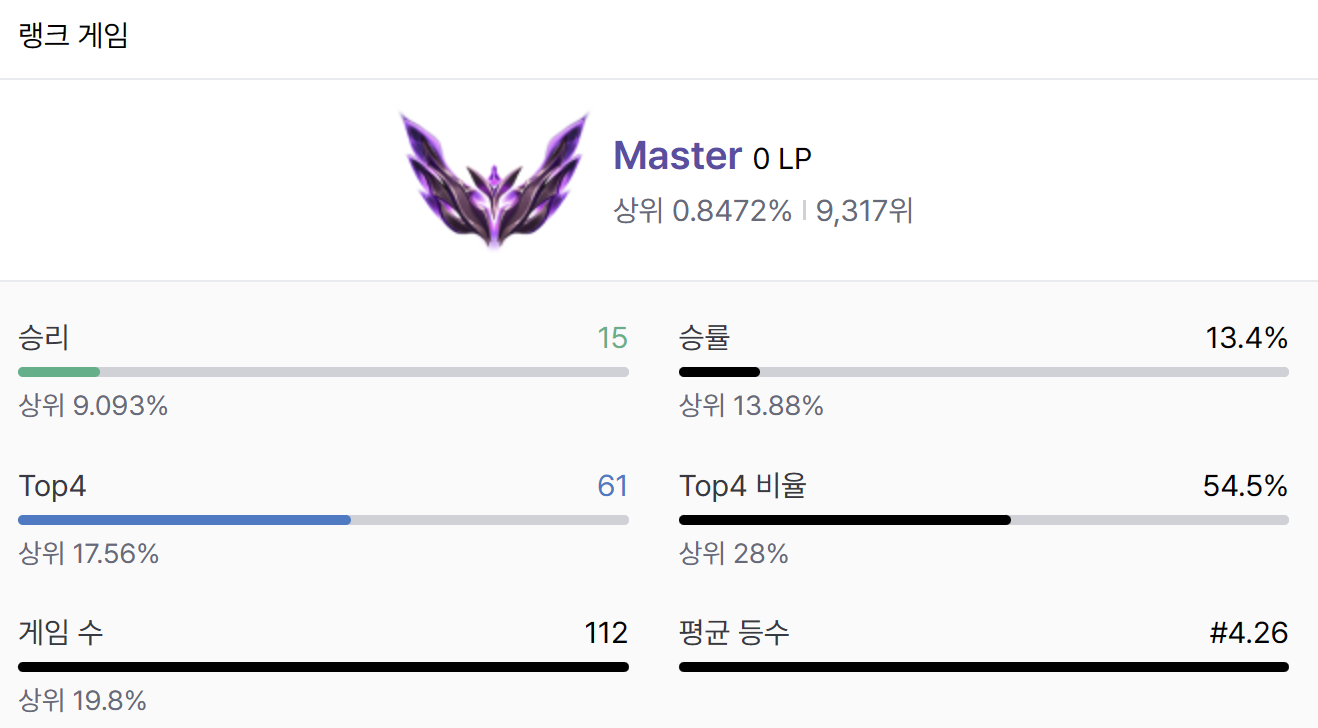 랭크 게임
Master 0 LP
상위 0.8472% | 9,317위
승리 15
상위 9.093%
승률 13.4%
상위 13.88%
Top4 61
상위 17.56%
Top4 비율 54.5%
상위 28%
게임 수 112
상위 19.8%
평균 등수 #4.26